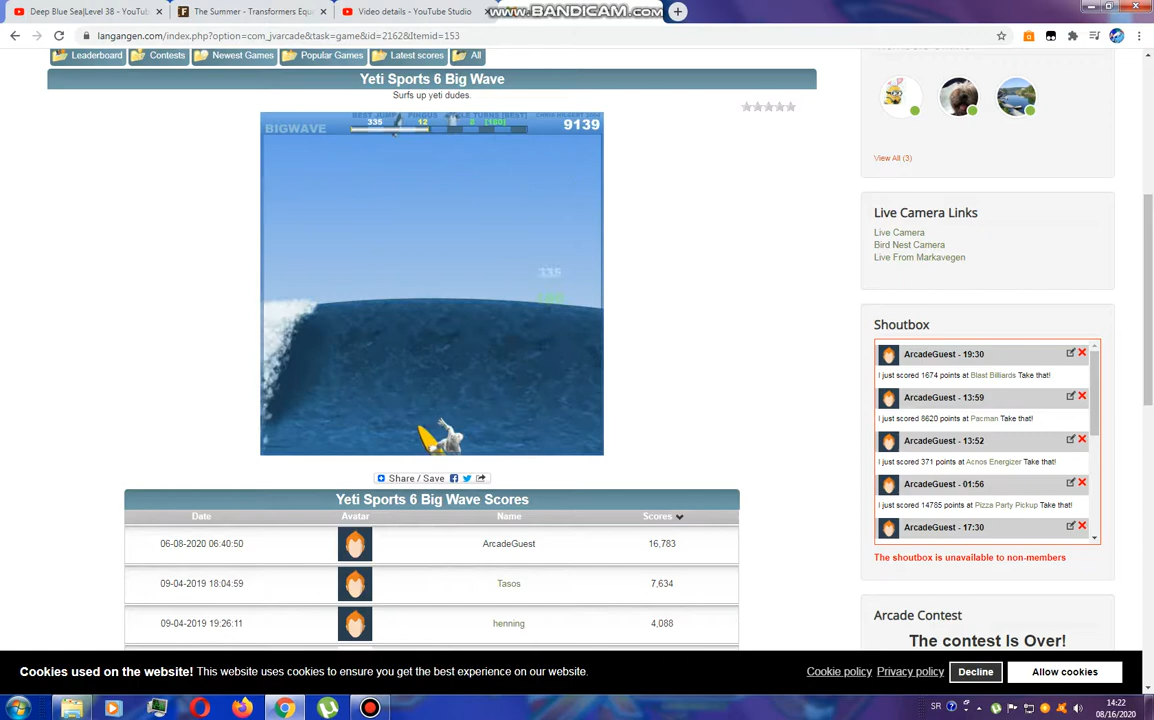 Deep Blue Sea|Level 38 - YouTu
The Summer - Transformers Equ
Video details - YouTube Studio
www.BANDICAM.com
langangen.com/index.php?option=com_jvarcade&task=game&id=2162&Itemid=153
Leaderboard
Contests
Newest Games
Popular Games
Latest scores
All
Yeti Sports 6 Big Wave
Surfs up yeti dudes.
BIGWAVE
335
12
2 [180]
9139
335
View All (3)
Live Camera Links
Live Camera
Bird Nest Camera
Live From Markavegen
Shoutbox
ArcadeGuest - 19:30
I just scored 1674 points at Blast Billiards Take that!
ArcadeGuest - 13:59
I just scored 8620 points at Pacman Take that!
ArcadeGuest - 13:52
I just scored 371 points at Acnos Energizer Take that!
ArcadeGuest - 01:56
I just scored 14785 points at Pizza Party Pickup Take that!
ArcadeGuest - 17:30
The shoutbox is unavailable to non-members
Share / Save
Yeti Sports 6 Big Wave Scores
Date Avatar Name Scores
06-08-2020 06:40:50 ArcadeGuest 16,783
09-04-2019 18:04:59 Tasos 7,634
09-04-2019 19:26:11 henning 4,088
Arcade Contest
The contest Is Over!
Cookies used on the website! This website uses cookies to ensure you get the best experience on our website.
Cookie policy Privacy policy Decline Allow cookies
SR
14:22
08/16/2020